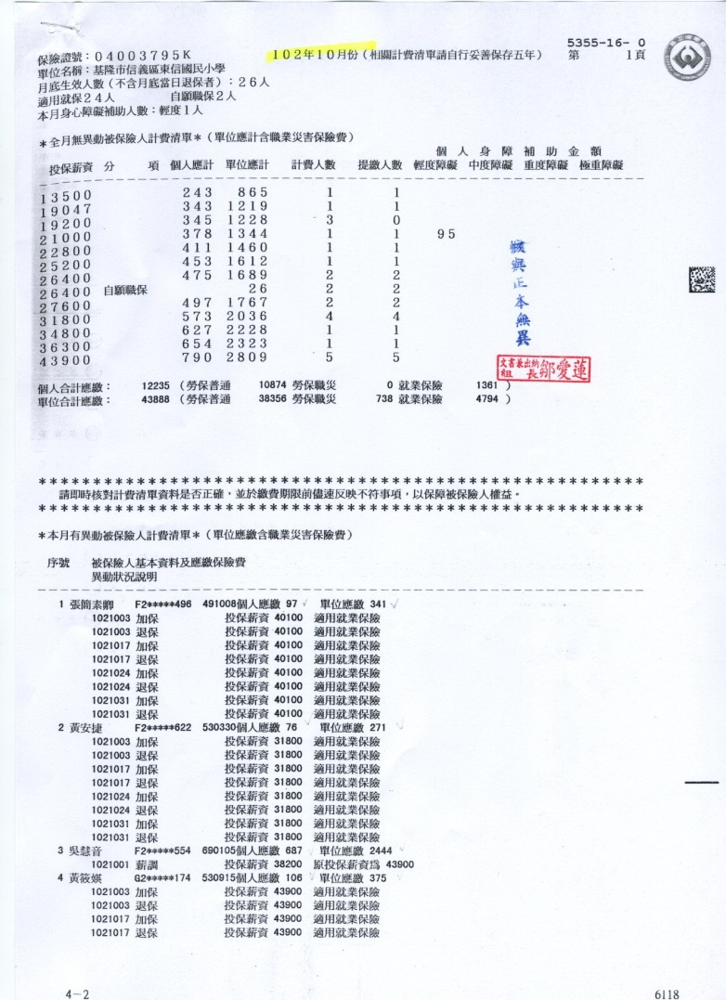 5355-16- 0
保險證號：04003795K 102年10月份（相關計費清單請自行妥善保存五年） 第 1頁
單位名稱：基隆市信義區東信國民小學
月底生效人數（不含月底當日退保者）：26人
適用就保24人 自願職保2人
本月身心障礙補助人數：輕度1人
＊全月無異動被保險人計費清單＊（單位應計含職業災害保險費）
個人身障補助金額
投保薪資 分 項 個人應計 單位應計 計費人數 提繳人數 輕度障礙 中度障礙 重度障礙 極重障礙
13500 243 865 1 1
19047 343 1219 1 1
19200 345 1228 3 0
21000 378 1344 1 1 95
22800 411 1460 1 1
25200 453 1612 1 1
26400 475 1689 2 2
26400 自願職保 26 2 2
27600 497 1767 2 2
31800 573 2036 4 4
34800 627 2228 1 1
36300 654 2323 1 1
43900 790 2809 5 5
核與正本無異
文書兼出納
組 長 鄒愛蓮
個人合計應繳： 12235 （勞保普通 10874 勞保職災 0 就業保險 1361 ）
單位合計應繳： 43888 （勞保普通 38356 勞保職災 738 就業保險 4794 ）
＊＊＊＊＊＊＊＊＊＊＊＊＊＊＊＊＊＊＊＊＊＊＊＊＊＊＊＊＊＊＊＊＊＊＊＊＊＊＊＊＊＊＊＊＊
請即時核對計費清單資料是否正確，並於繳費期限前儘速反映不符事項，以保障被保險人權益。
＊＊＊＊＊＊＊＊＊＊＊＊＊＊＊＊＊＊＊＊＊＊＊＊＊＊＊＊＊＊＊＊＊＊＊＊＊＊＊＊＊＊＊＊＊
＊本月有異動被保險人計費清單＊（單位應繳含職業災害保險費）
序號 被保險人基本資料及應繳保險費
異動狀況說明
1 張簡素卿 F2*****496 491008個人應繳 97 單位應繳 341
1021003 加保 投保薪資 40100 適用就業保險
1021003 退保 投保薪資 40100 適用就業保險
1021017 加保 投保薪資 40100 適用就業保險
1021017 退保 投保薪資 40100 適用就業保險
1021024 加保 投保薪資 40100 適用就業保險
1021024 退保 投保薪資 40100 適用就業保險
1021031 加保 投保薪資 40100 適用就業保險
1021031 退保 投保薪資 40100 適用就業保險
2 黃安捷 F2*****622 530330個人應繳 76 單位應繳 271
1021003 加保 投保薪資 31800 適用就業保險
1021003 退保 投保薪資 31800 適用就業保險
1021017 加保 投保薪資 31800 適用就業保險
1021017 退保 投保薪資 31800 適用就業保險
1021024 加保 投保薪資 31800 適用就業保險
1021024 退保 投保薪資 31800 適用就業保險
1021031 加保 投保薪資 31800 適用就業保險
1021031 退保 投保薪資 31800 適用就業保險
3 吳慧音 F2*****554 690105個人應繳 687 單位應繳 2444
1021001 薪調 投保薪資 38200 原投保薪資為 43900
4 黃筱媖 G2*****174 530915個人應繳 106 單位應繳 375
1021003 加保 投保薪資 43900 適用就業保險
1021003 退保 投保薪資 43900 適用就業保險
1021017 加保 投保薪資 43900 適用就業保險
1021017 退保 投保薪資 43900 適用就業保險
4－2 6118